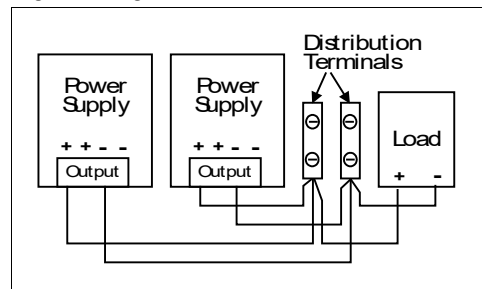 Distribution
Terminals
Power
Supply
+ + - -
Output
Power
Supply
+ + - -
Output
Load
+ -